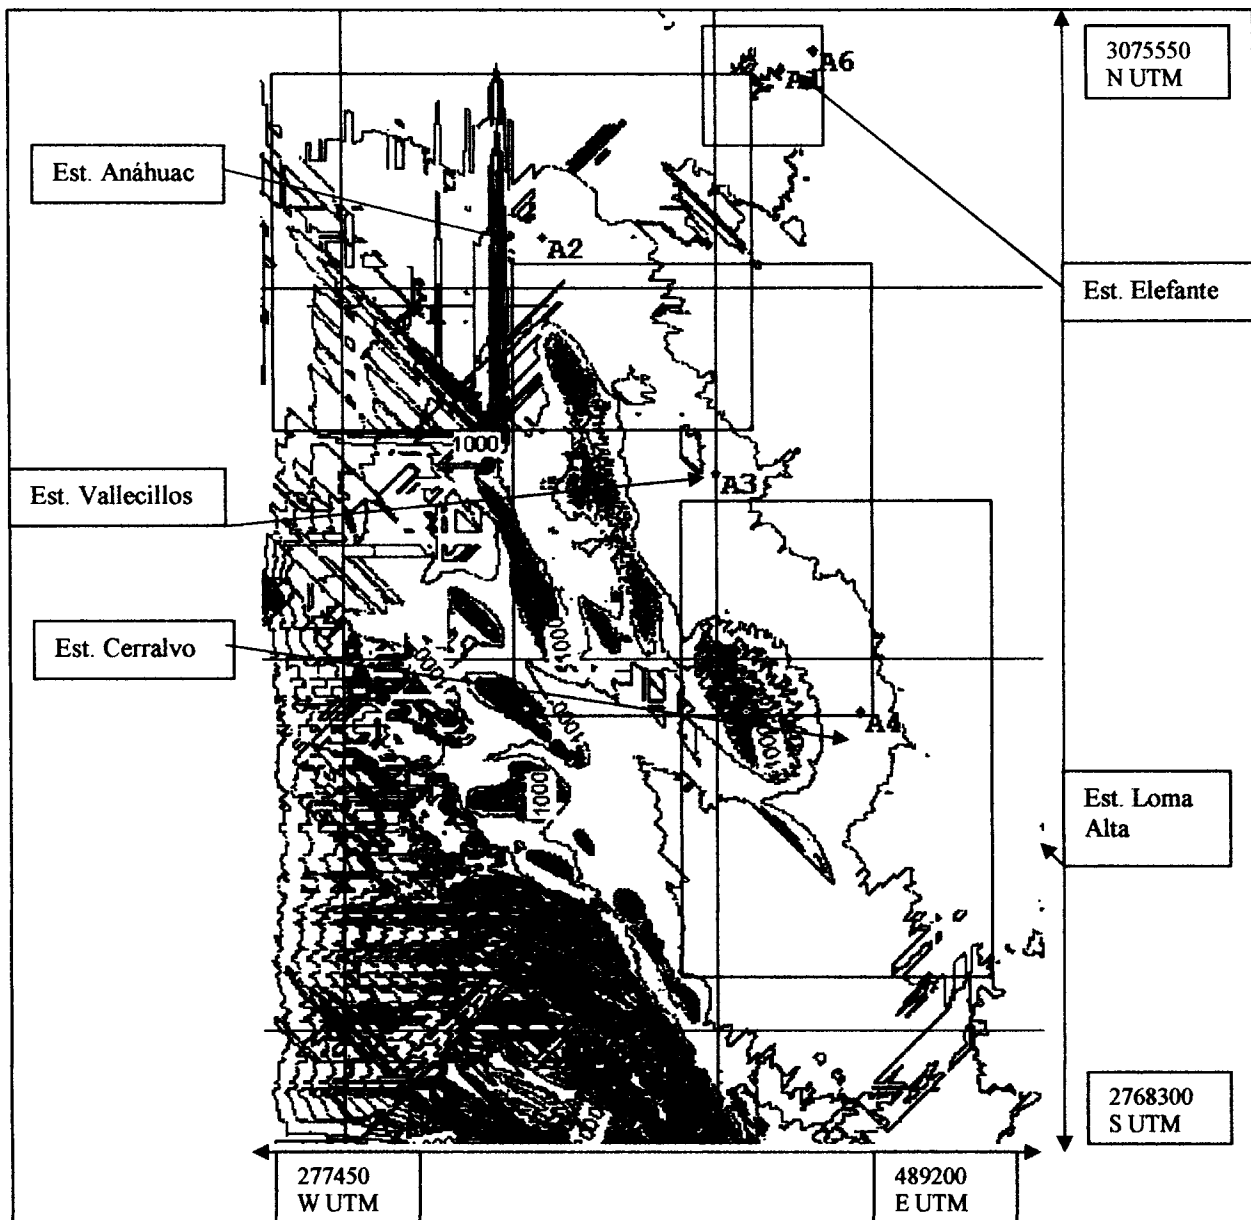 3075550
N UTM
A6
A1
Est. Anáhuac
A2
Est. Elefante
1000
Est. Vallecillos
A3
Est. Cerralvo
1000
1000
1000
A4
1000
1000
Est. Loma
Alta
2768300
S UTM
277450
W UTM
489200
E UTM